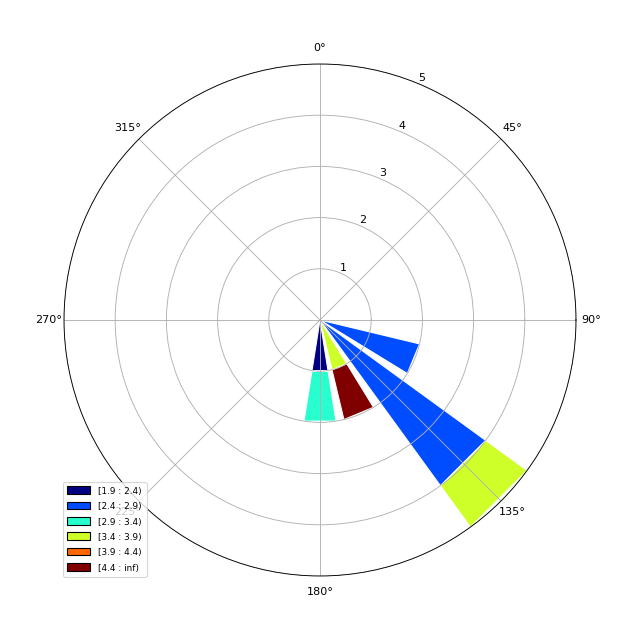 0°
5
315°
45°
4
3
2
1
270°
90°
[1.9 : 2.4)
[2.4 : 2.9)
225°
135°
[2.9 : 3.4)
[3.4 : 3.9)
[3.9 : 4.4)
[4.4 : inf)
180°